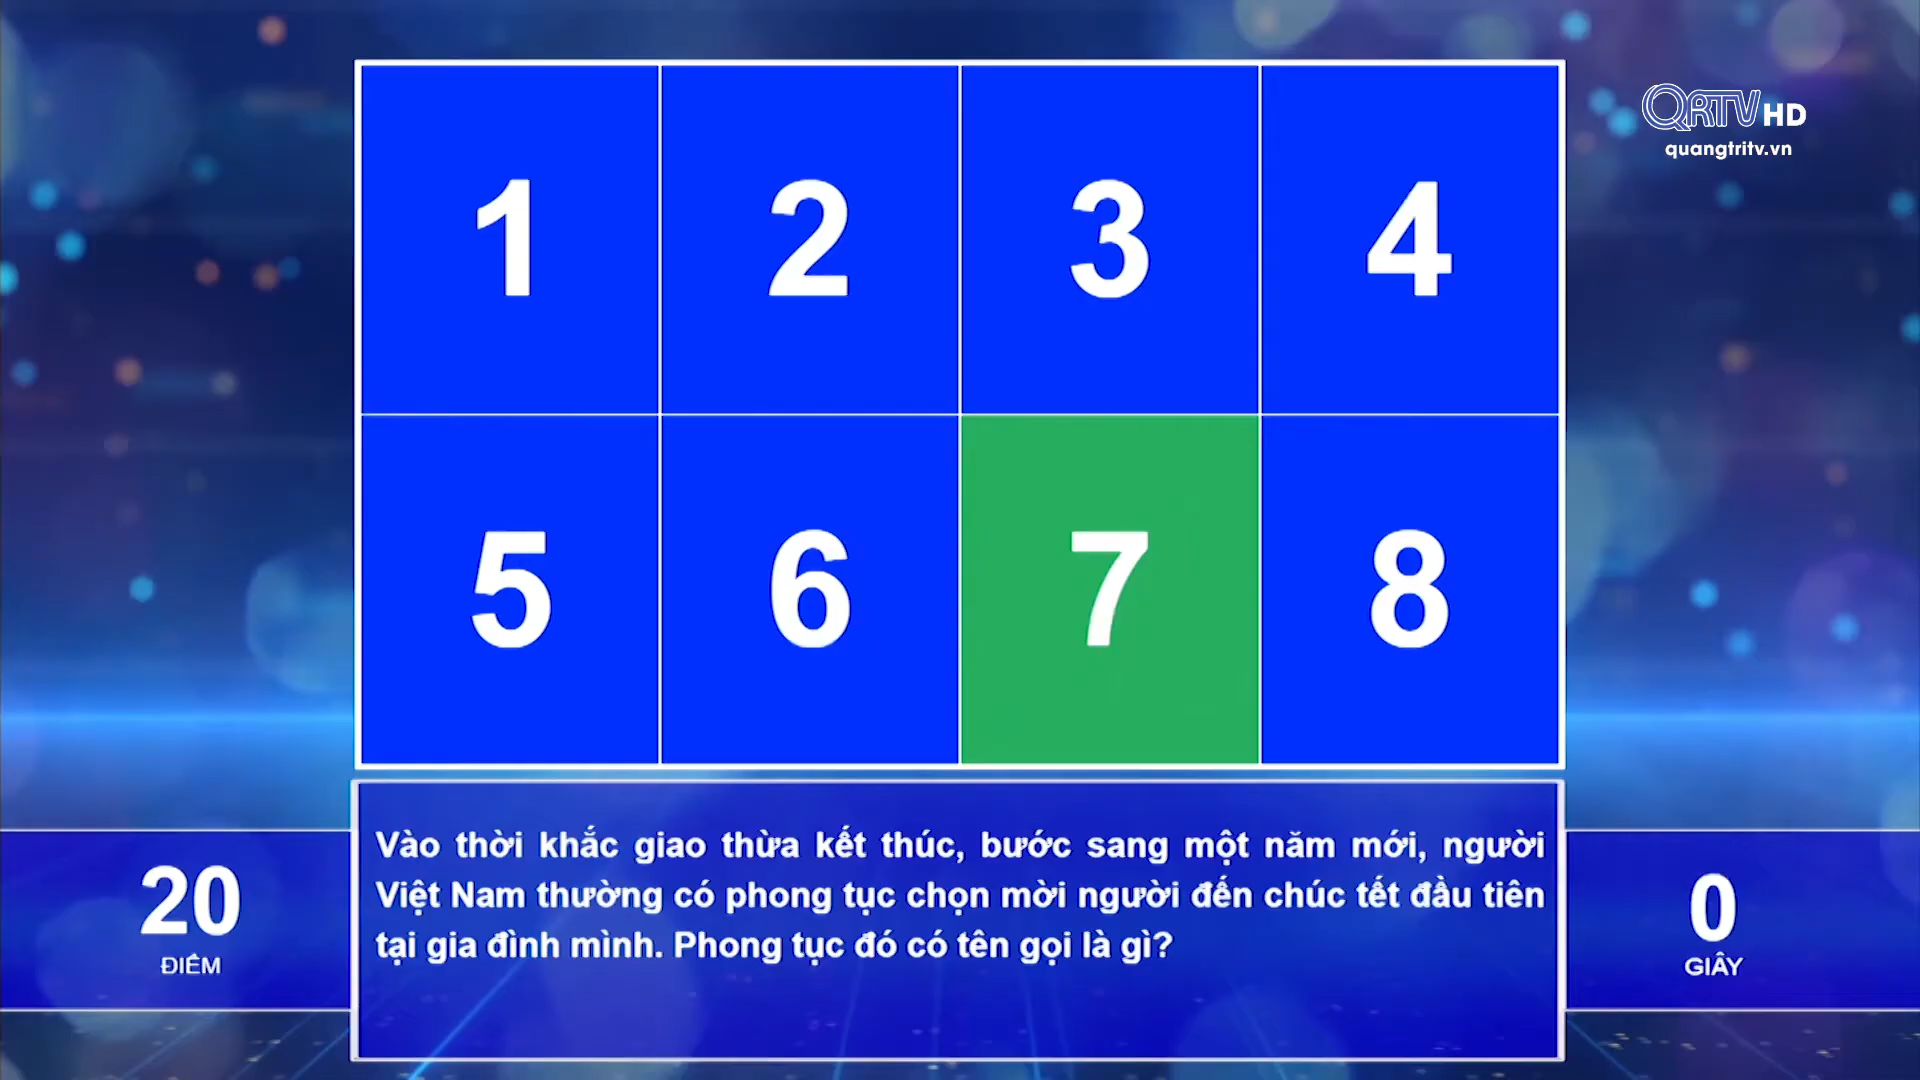 QRTV HD
quangtritv.vn
1 2 3 4
5 6 7 8
Vào thời khắc giao thừa kết thúc, bước sang một năm mới, người
Việt Nam thường có phong tục chọn mời người đến chúc tết đầu tiên
tại gia đình mình. Phong tục đó có tên gọi là gì?
20
ĐIỂM
0
GIÂY